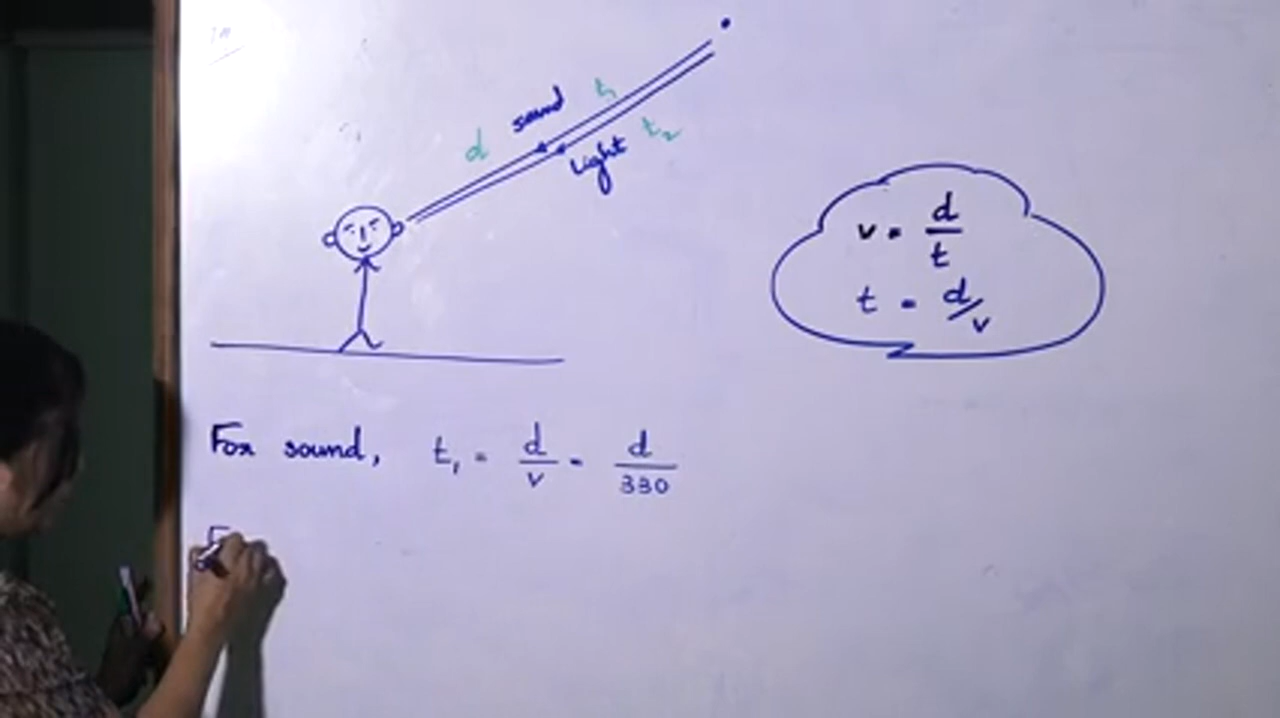 sound t₁
d
Light t₂
v = d/t
t = d/v
For sound, t₁ = d/v = d/330
F